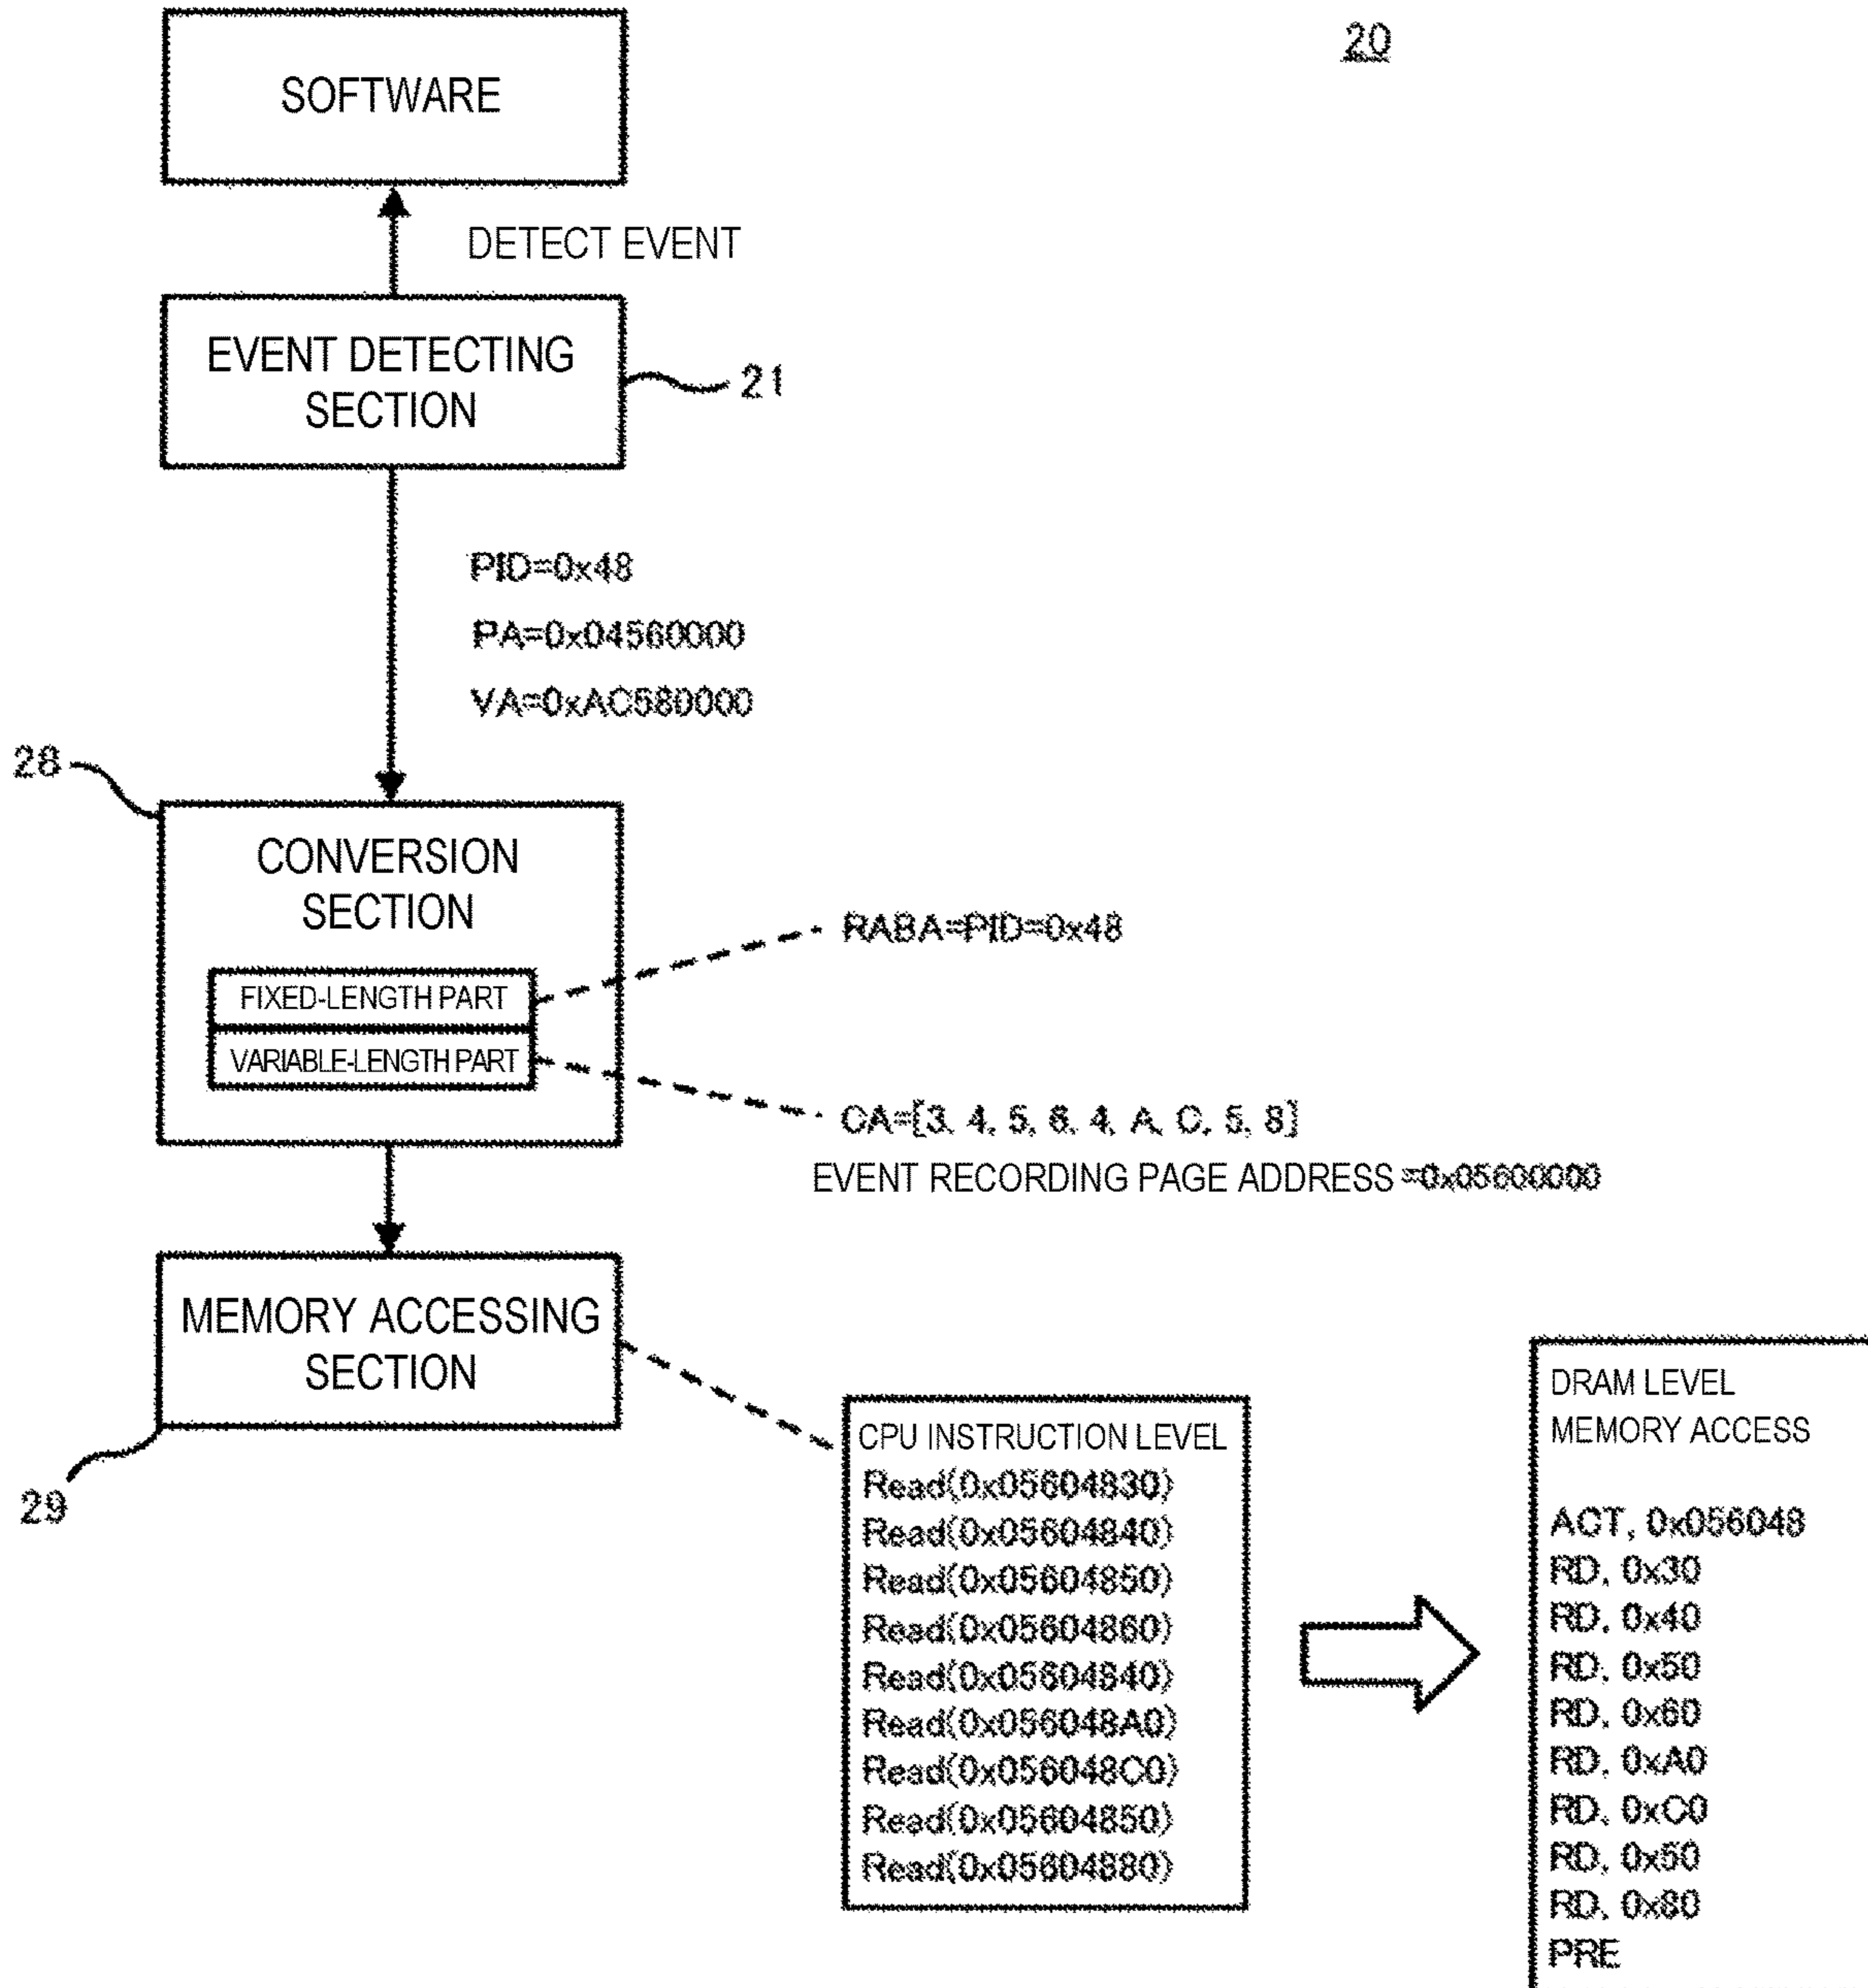 20
SOFTWARE
DETECT EVENT
EVENT DETECTING
SECTION
21
PID=0x48
PA=0x04560000
VA=0xAC580000
28
CONVERSION
SECTION
FIXED-LENGTH PART
VARIABLE-LENGTH PART
RABA=PID=0x48
CA=[3, 4, 5, 6, 4, A, C, 5, 8]
EVENT RECORDING PAGE ADDRESS =0x05600000
MEMORY ACCESSING
SECTION
29
CPU INSTRUCTION LEVEL
Read(0x05604830)
Read(0x05604840)
Read(0x05604850)
Read(0x05604860)
Read(0x05604840)
Read(0x056048A0)
Read(0x056048C0)
Read(0x05604850)
Read(0x05604880)
DRAM LEVEL
MEMORY ACCESS
ACT, 0x056048
RD, 0x30
RD, 0x40
RD, 0x50
RD, 0x60
RD, 0xA0
RD, 0xC0
RD, 0x50
RD, 0x80
PRE